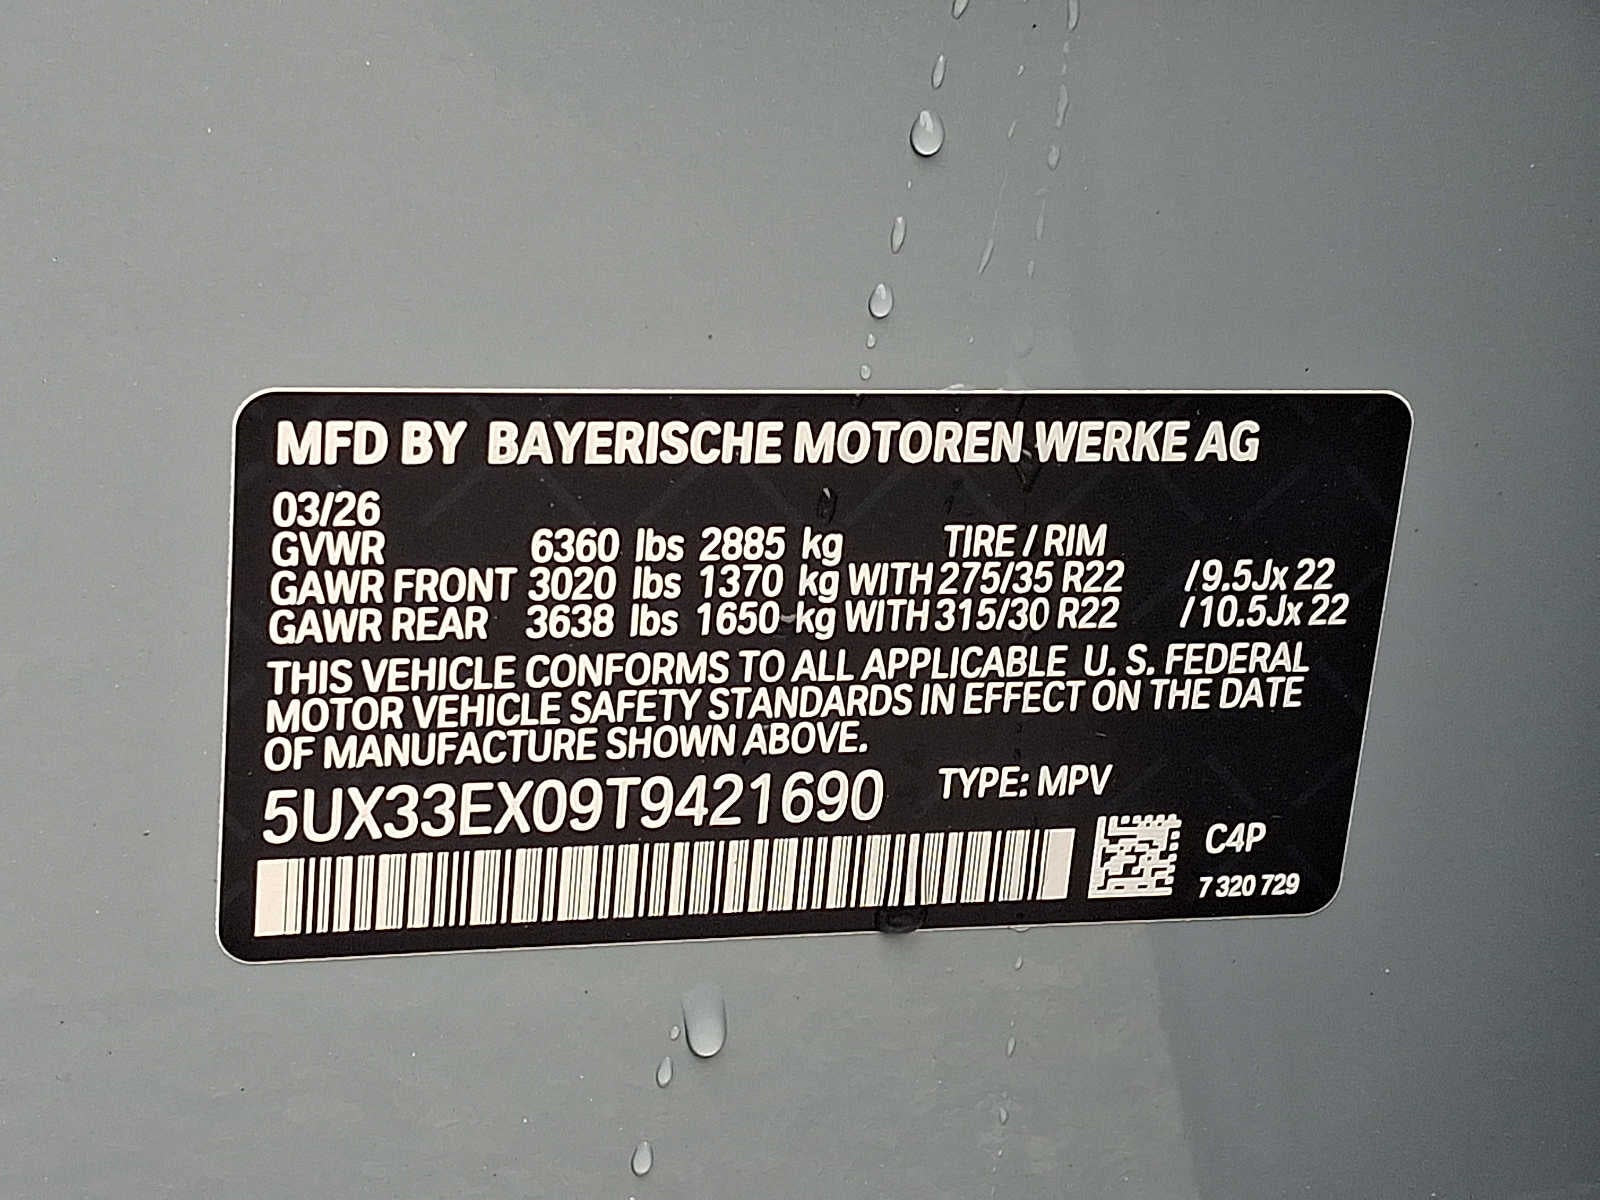 MFD BY BAYERISCHE MOTOREN WERKE AG
03/26
GVWR 6360 lbs 2885 kg TIRE / RIM
GAWR FRONT 3020 lbs 1370 kg WITH 275/35 R22 /9.5Jx 22
GAWR REAR 3638 lbs 1650 kg WITH 315/30 R22 /10.5Jx 22
THIS VEHICLE CONFORMS TO ALL APPLICABLE U. S. FEDERAL
MOTOR VEHICLE SAFETY STANDARDS IN EFFECT ON THE DATE
OF MANUFACTURE SHOWN ABOVE.
5UX33EX09T9421690 TYPE: MPV
C4P
7 320 729